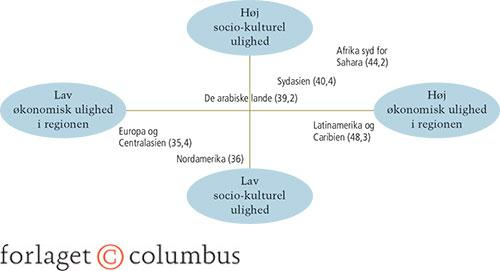 Høj
socio-kulturel
ulighed
Afrika syd for
Sahara (44,2)
Sydasien (40,4)
De arabiske lande (39,2)
Lav
økonomisk ulighed
i regionen
Høj
økonomisk ulighed
i regionen
Europa og
Centralasien (35,4)
Latinamerika og
Caribien (48,3)
Nordamerika (36)
Lav
socio-kulturel
ulighed
forlaget © columbus